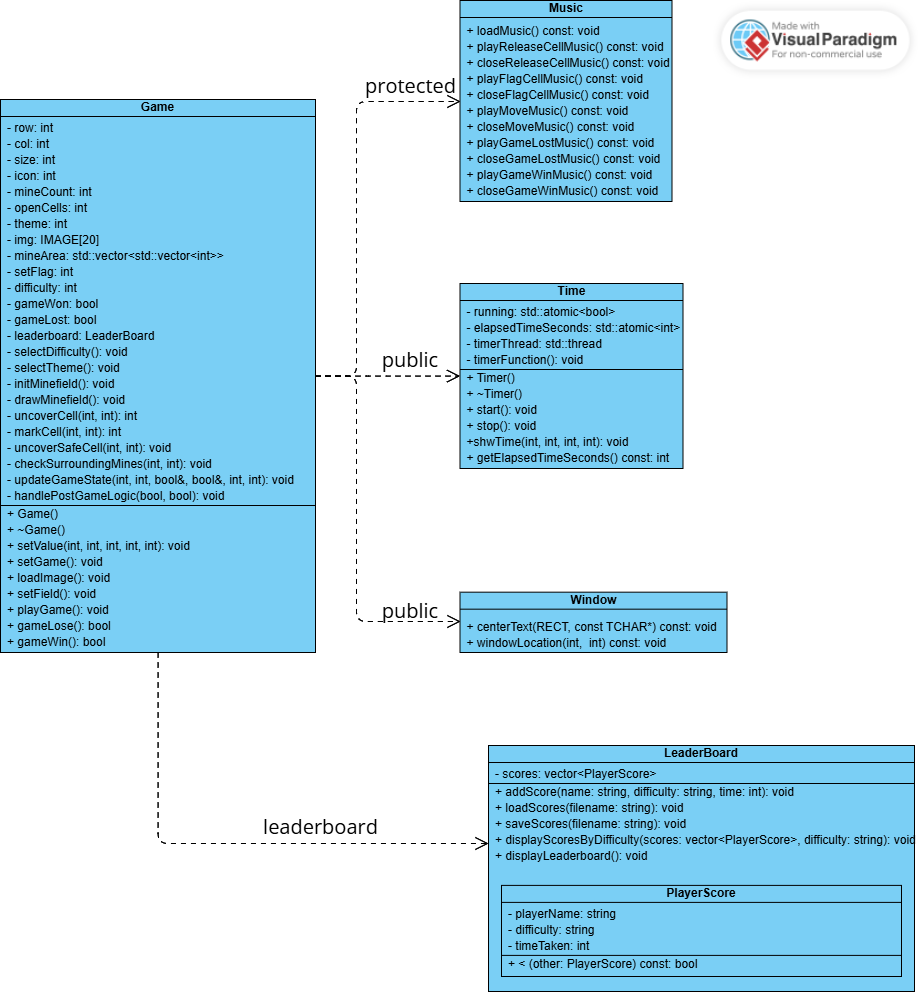 Music
+ loadMusic() const: void
+ playReleaseCellMusic() const: void
+ closeReleaseCellMusic() const: void
+ playFlagCellMusic() const: void
+ closeFlagCellMusic() const: void
+ playMoveMusic() const: void
+ closeMoveMusic() const: void
+ playGameLostMusic() const: void
+ closeGameLostMusic() const: void
+ playGameWinMusic() const: void
+ closeGameWinMusic() const: void
Made with
Visual Paradigm
For non-commercial use
protected
Game
- row: int
- col: int
- size: int
- icon: int
- mineCount: int
- openCells: int
- theme: int
- img: IMAGE[20]
- mineArea: std::vector<std::vector<int>>
- setFlag: int
- difficulty: int
- gameWon: bool
- gameLost: bool
- leaderboard: LeaderBoard
- selectDifficulty(): void
- selectTheme(): void
- initMinefield(): void
- drawMinefield(): void
- uncoverCell(int, int): int
- markCell(int, int): int
- uncoverSafeCell(int, int): void
- checkSurroundingMines(int, int): void
- updateGameState(int, int, bool&, bool&, int, int): void
- handlePostGameLogic(bool, bool): void
+ Game()
+ ~Game()
+ setValue(int, int, int, int, int): void
+ setGame(): void
+ loadImage(): void
+ setField(): void
+ playGame(): void
+ gameLose(): bool
+ gameWin(): bool
public
Time
- running: std::atomic<bool>
- elapsedTimeSeconds: std::atomic<int>
- timerThread: std::thread
- timerFunction(): void
+ Timer()
+ ~Timer()
+ start(): void
+ stop(): void
+shwTime(int, int, int, int): void
+ getElapsedTimeSeconds() const: int
public
Window
+ centerText(RECT, const TCHAR*) const: void
+ windowLocation(int,  int) const: void
leaderboard
LeaderBoard
- scores: vector<PlayerScore>
+ addScore(name: string, difficulty: string, time: int): void
+ loadScores(filename: string): void
+ saveScores(filename: string): void
+ displayScoresByDifficulty(scores: vector<PlayerScore>, difficulty: string): void
+ displayLeaderboard(): void
PlayerScore
- playerName: string
- difficulty: string
- timeTaken: int
+ < (other: PlayerScore) const: bool